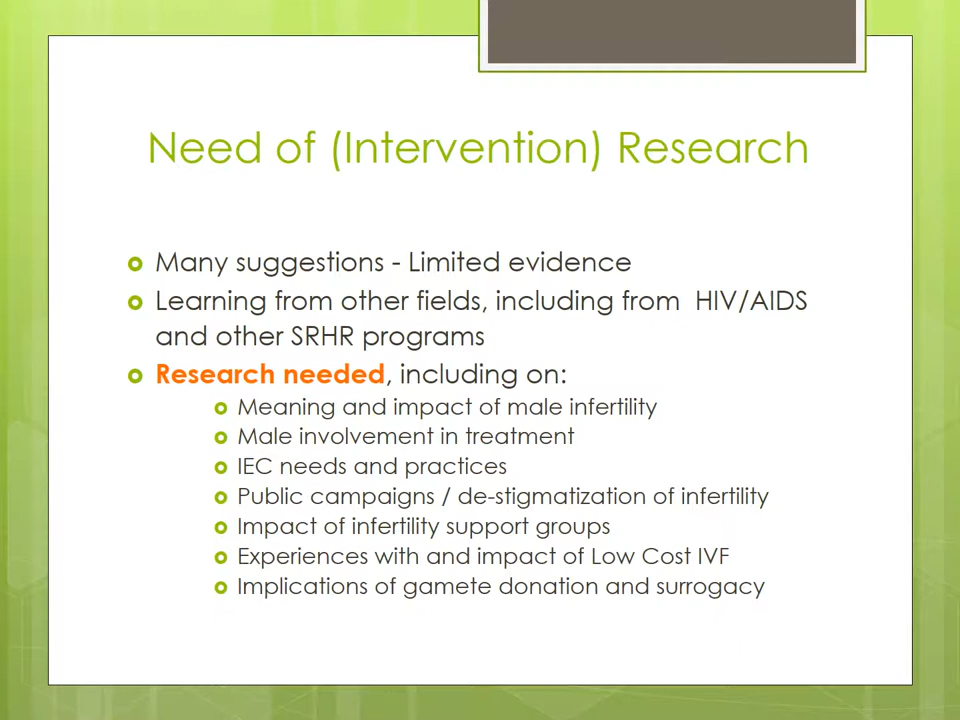 Need of (Intervention) Research
Many suggestions - Limited evidence
Learning from other fields, including from HIV/AIDS
and other SRHR programs
Research needed, including on:
Meaning and impact of male infertility
Male involvement in treatment
IEC needs and practices
Public campaigns / de-stigmatization of infertility
Impact of infertility support groups
Experiences with and impact of Low Cost IVF
Implications of gamete donation and surrogacy